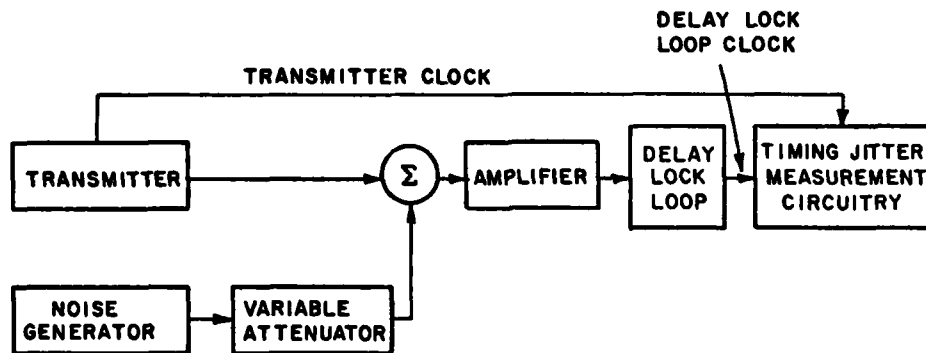 DELAY LOCK
LOOP CLOCK
TRANSMITTER CLOCK
TRANSMITTER
Σ
AMPLIFIER
DELAY
LOCK
LOOP
TIMING JITTER
MEASUREMENT
CIRCUITRY
NOISE
GENERATOR
VARIABLE
ATTENUATOR